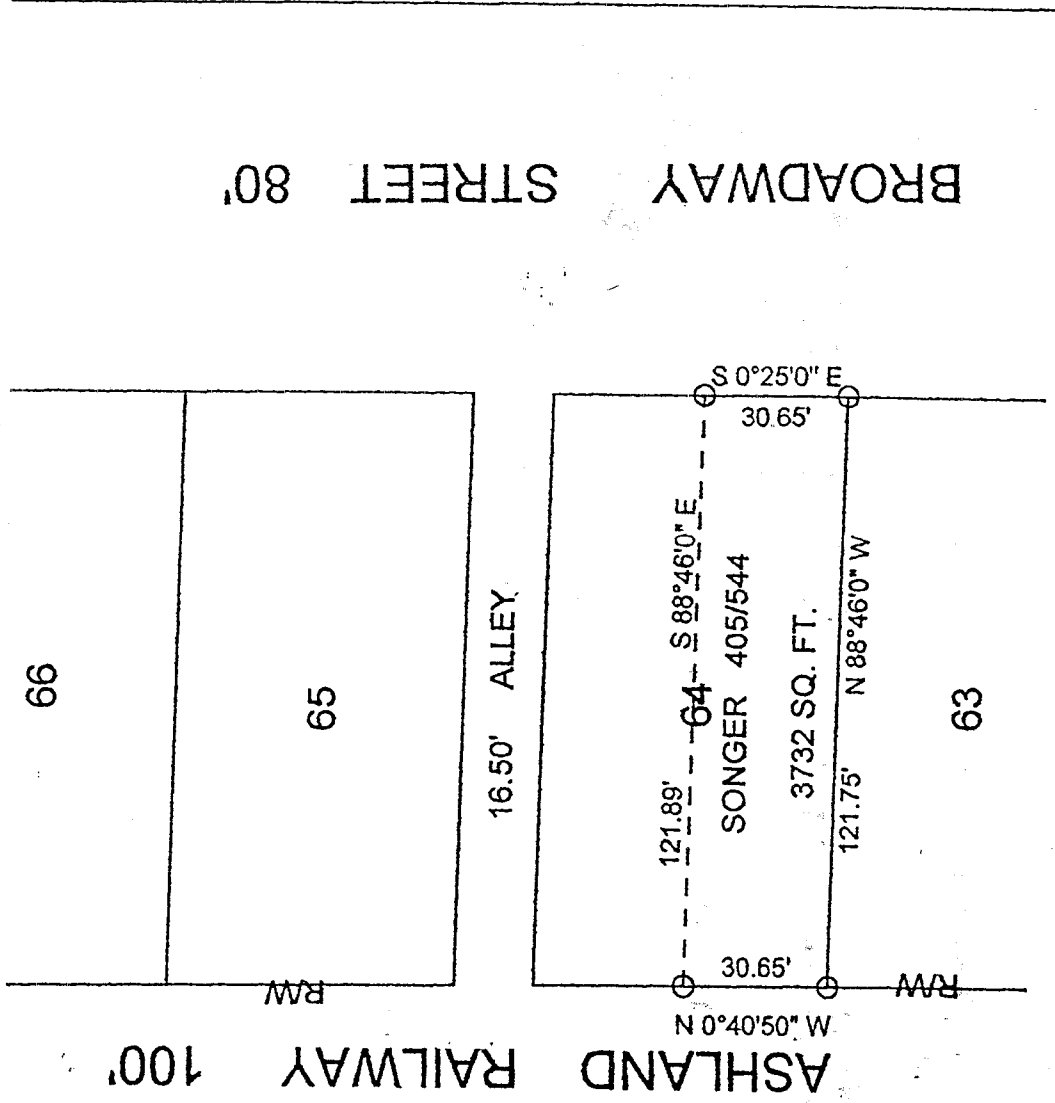 BROADWAY STREET 80'
S 0°25'0" E
30.65'
66
65
16.50' ALLEY
121.89' S 88°46'0" E
64
SONGER 405/544
3732 SQ. FT.
121.75' N 88°46'0" W
63
R/W
30.65'
R/W
N 0°40'50" W
ASHLAND RAILWAY 100'